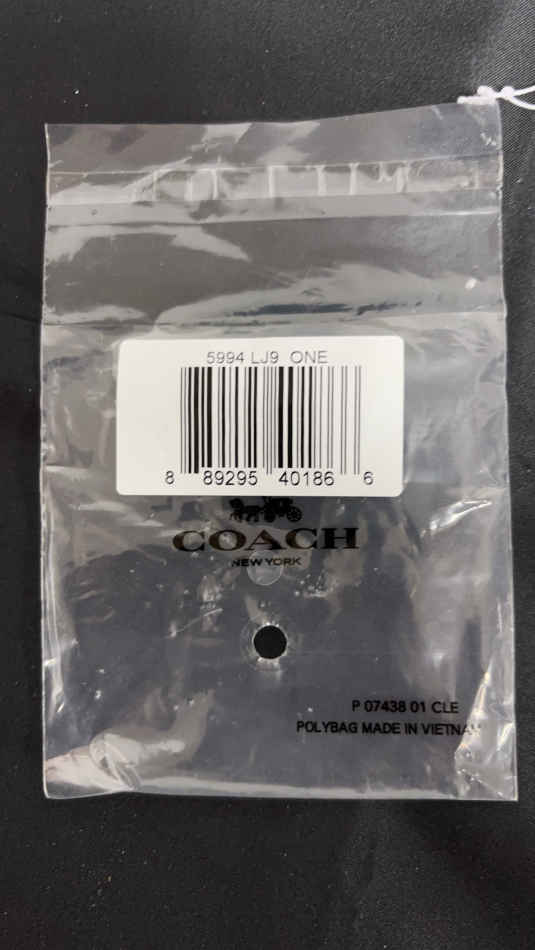 5994 LJ9 ONE
8 89295 40186 6
COACH
NEW YORK
P 07438 01 CLE
POLYBAG MADE IN VIETNAM